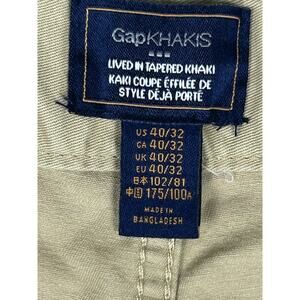 GapKHAKIS
LIVED IN TAPERED KHAKI
KAKI COUPE EFFILÉE DE
STYLE DÉJÀ PORTÉ
US 40/32
CA 40/32
UK 40/32
EU 40/32
日本 102/81
中国 175/100A
MADE IN
BANGLADESH